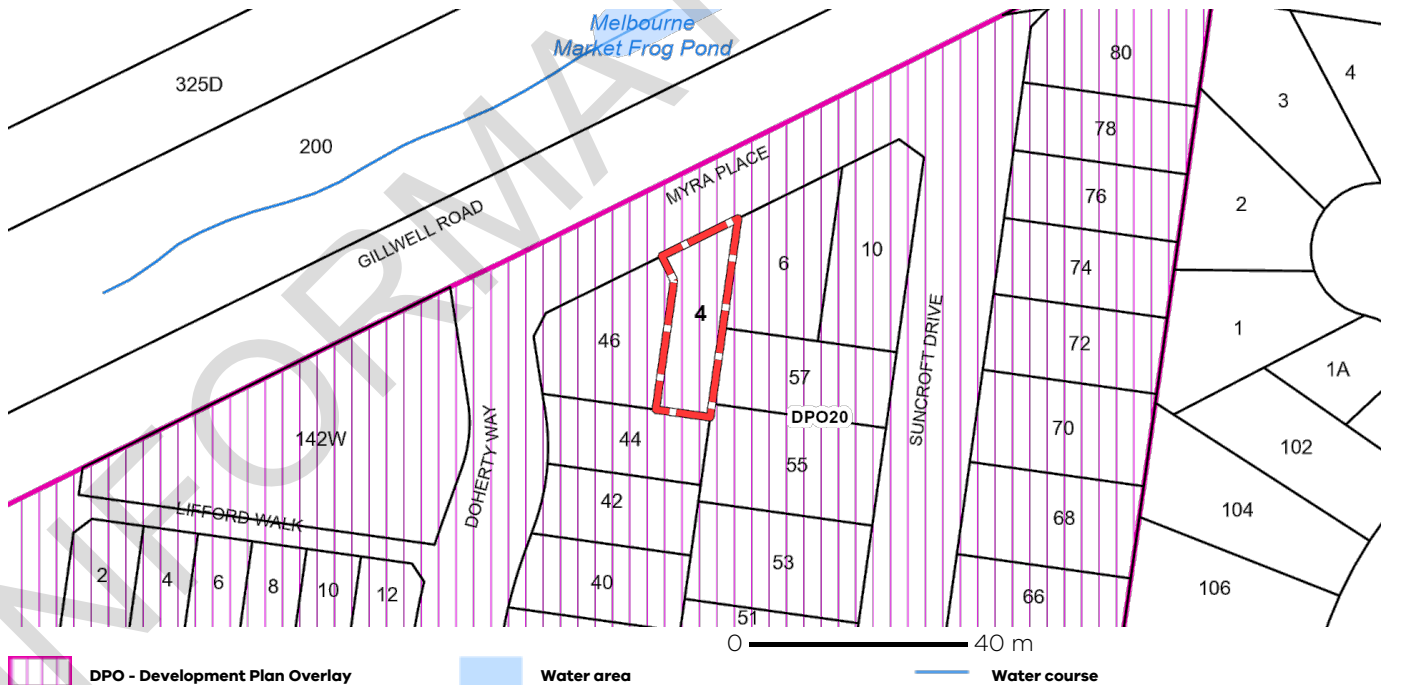 Melbourne
Market Frog Pond
325D
200
GILLWELL ROAD
MYRA PLACE
80
78
76
74
72
70
68
66
4
3
2
1
1A
102
104
106
6
10
4
46
57
DPO20
SUNCROFT DRIVE
44
55
42
53
40
51
142W
DOHERTY WAY
LIFFORD WALK
2
4
6
8
10
12
0 40 m
DPO - Development Plan Overlay
Water area
Water course